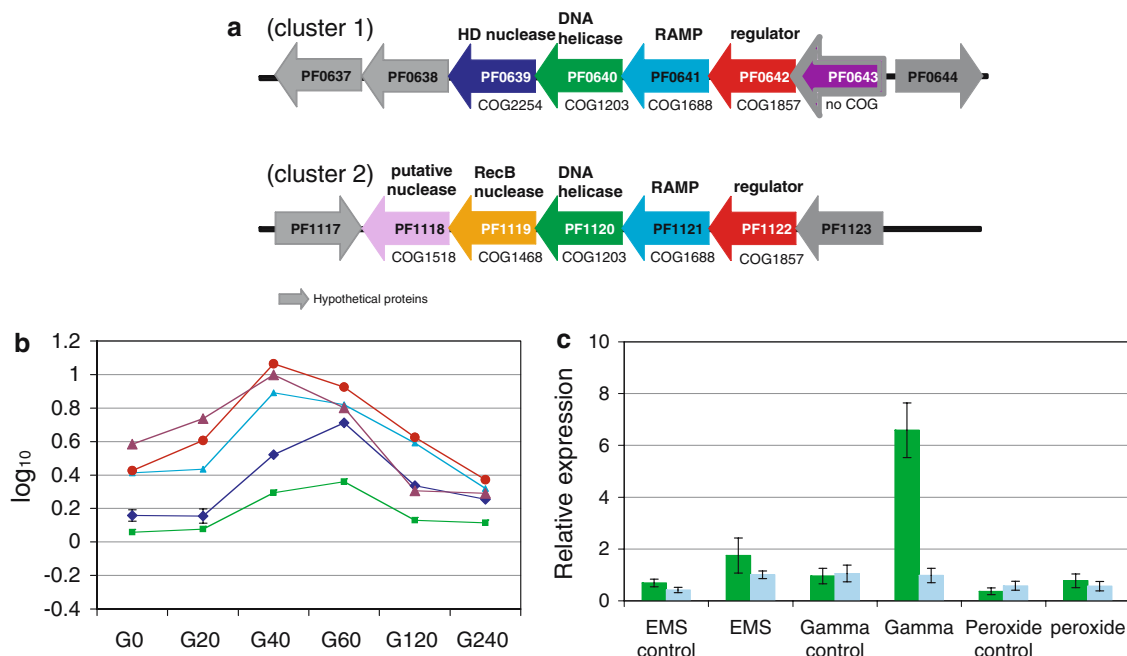 a (cluster 1)
HD nuclease DNA helicase RAMP regulator
PF0637 PF0638 PF0639 PF0640 PF0641 PF0642 PF0643 PF0644
COG2254 COG1203 COG1688 COG1857 no COG
(cluster 2)
putative nuclease RecB nuclease DNA helicase RAMP regulator
PF1117 PF1118 PF1119 PF1120 PF1121 PF1122 PF1123
COG1518 COG1468 COG1203 COG1688 COG1857
Hypothetical proteins
b
log10
1.2
1
0.8
0.6
0.4
0.2
0
-0.2
-0.4
G0 G20 G40 G60 G120 G240
c
Relative expression
10
8
6
4
2
0
EMS control EMS Gamma control Gamma Peroxide control peroxide